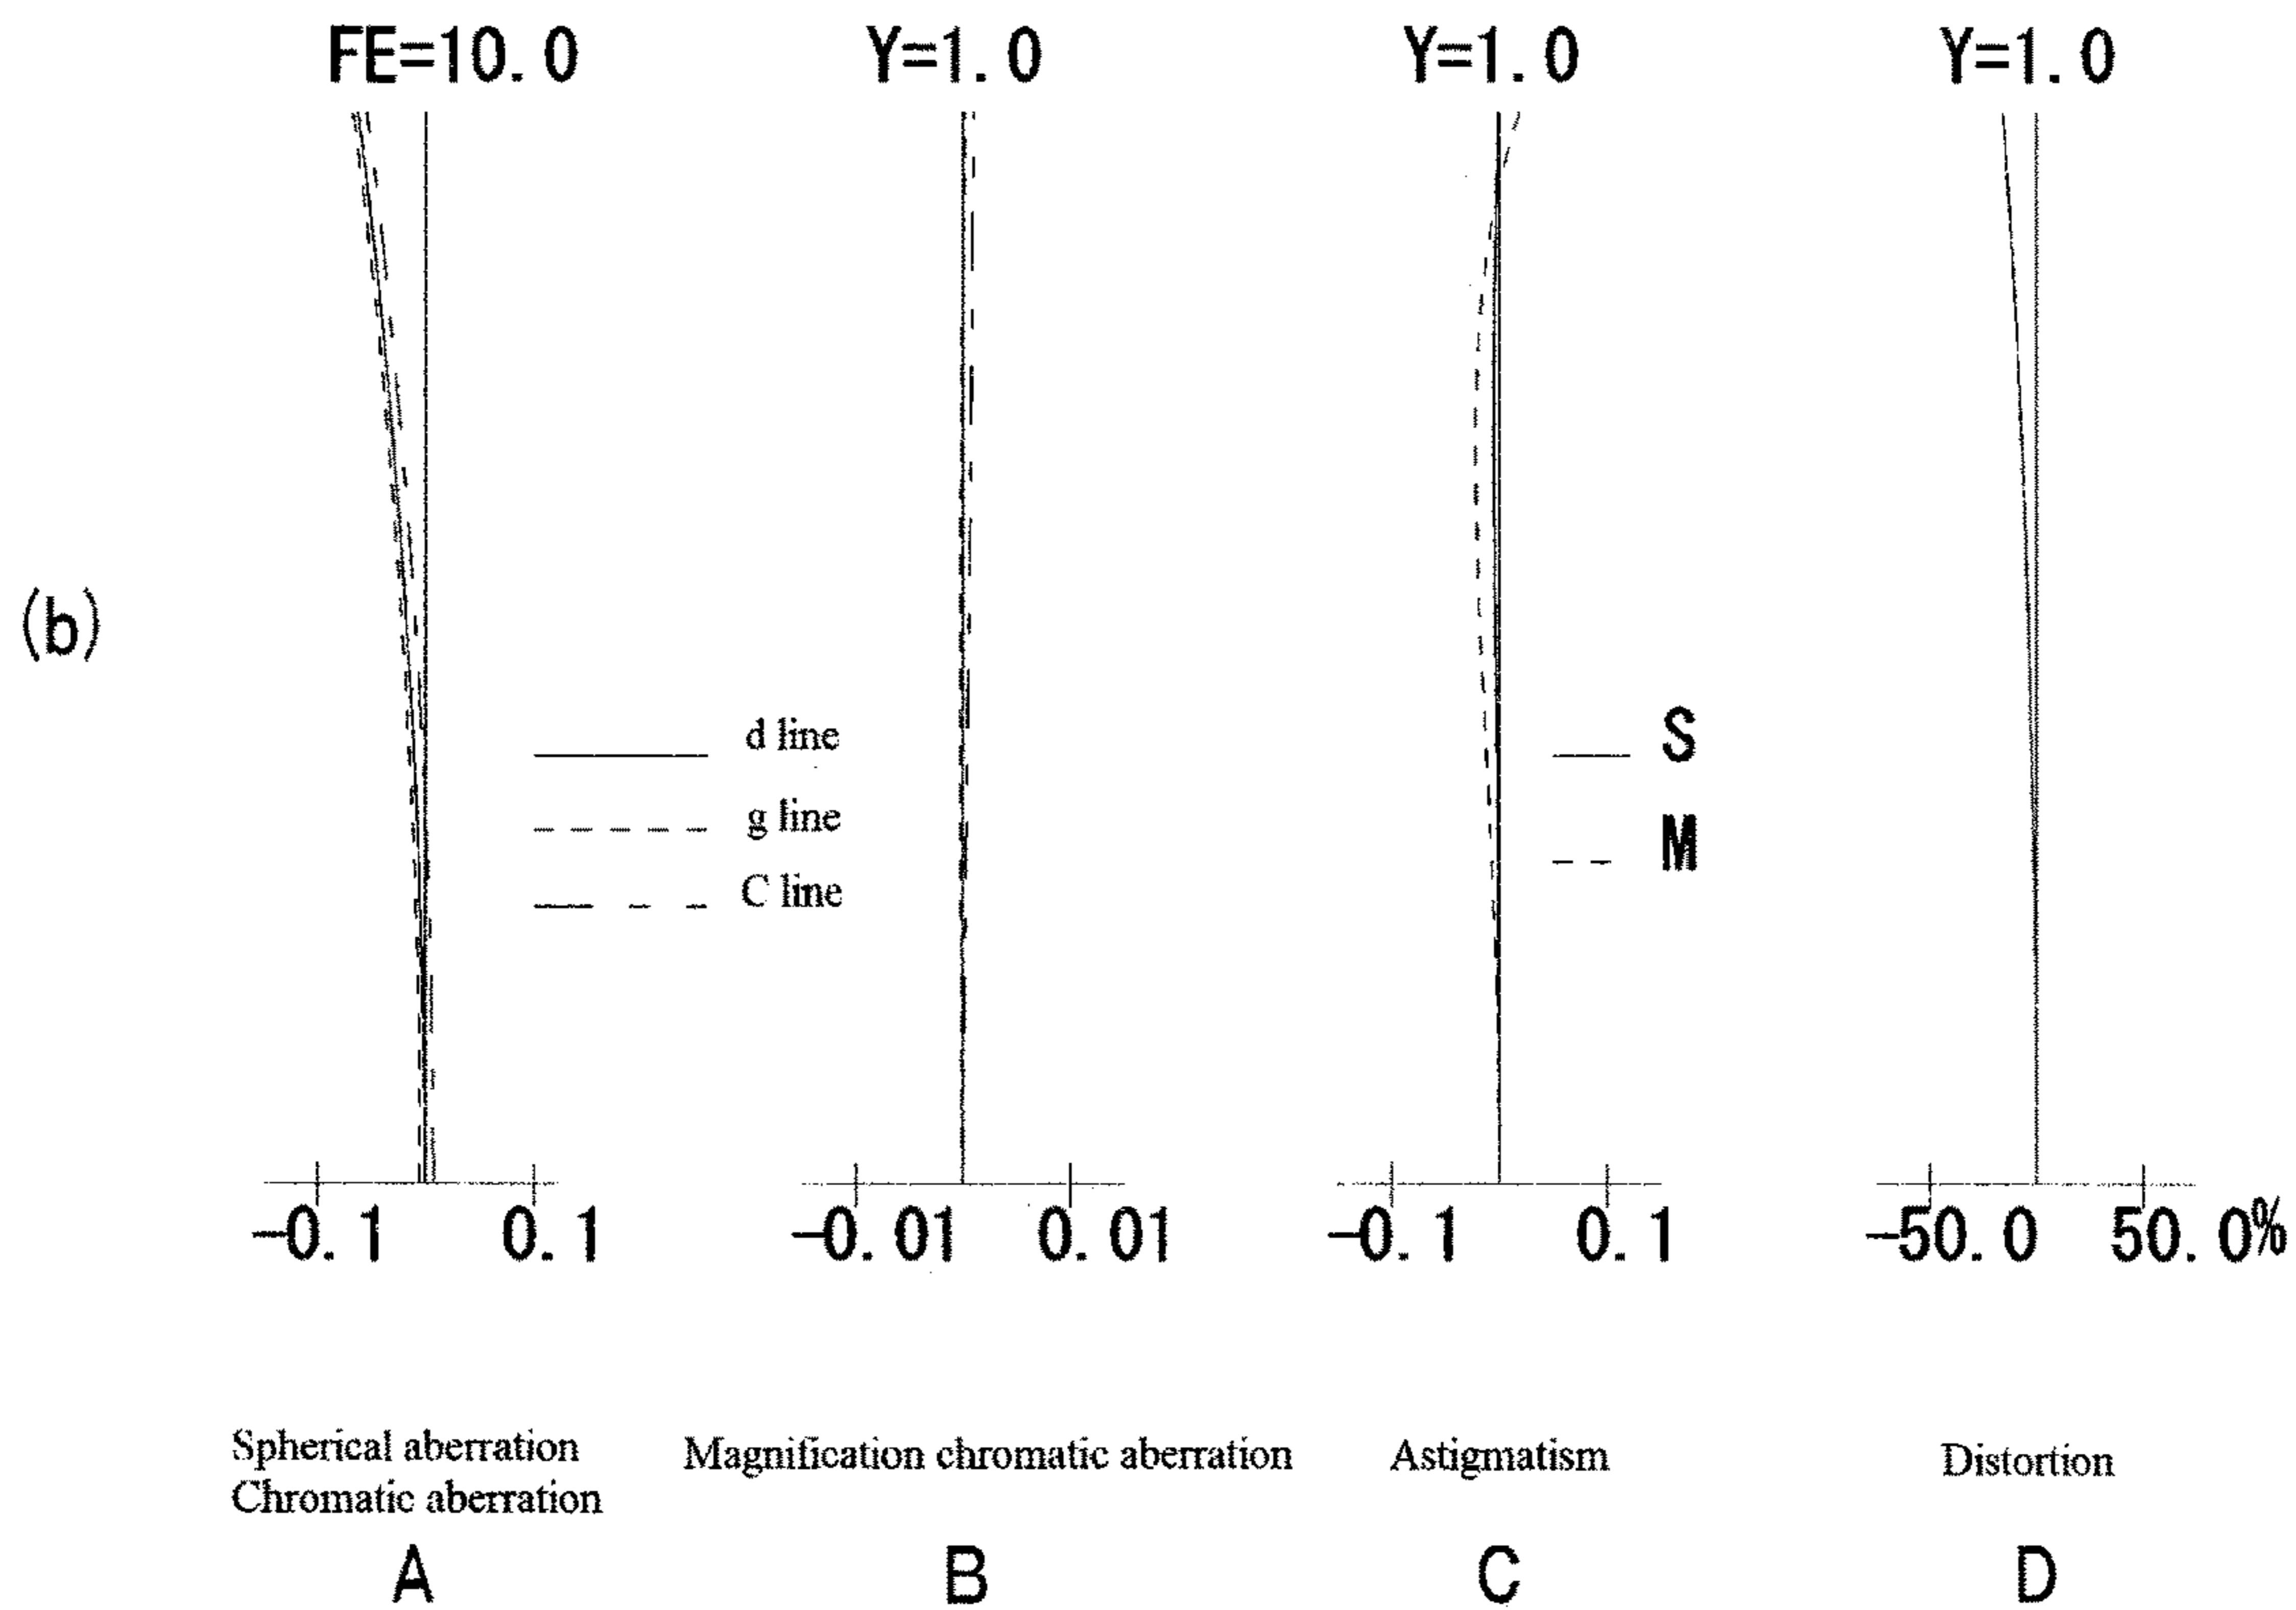 FE=10.0 Y=1.0 Y=1.0 Y=1.0
(b)
d line
g line
C line
S
M
-0.1 0.1 -0.01 0.01 -0.1 0.1 -50.0 50.0%
Spherical aberration
Chromatic aberration
Magnification chromatic aberration
Astigmatism
Distortion
A B C D